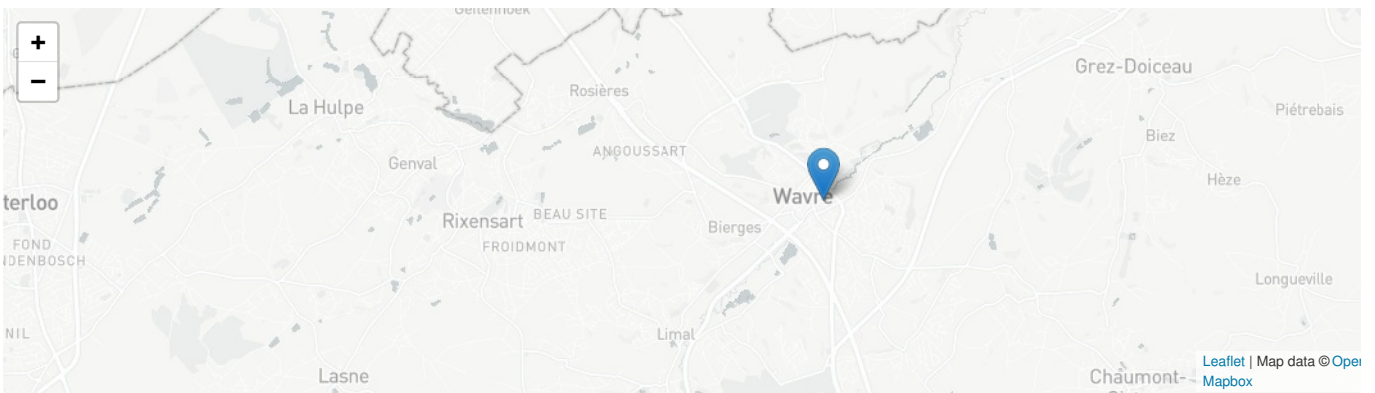 Geitenhoek
+
−
Grez-Doiceau
Rosières
La Hulpe
Piétrebais
Biez
ANGOUSSART
Genval
Hèze
Wavre
terloo
BEAU SITE
Rixensart
Bierges
FOND
NDENBOSCH
FROIDMONT
Longueville
NIL
Limal
Lasne
Chaumont-
Leaflet | Map data © Open
Mapbox